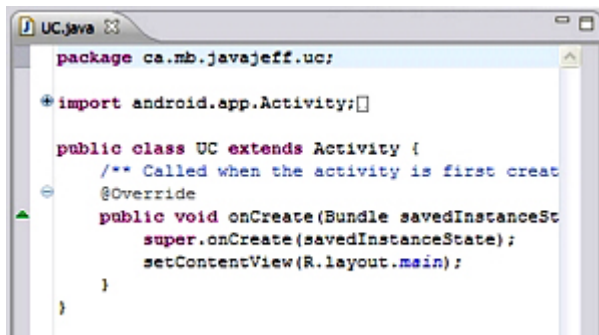 UC.java
package ca.mb.javajeff.uc;
import android.app.Activity;
public class UC extends Activity {
/** Called when the activity is first creat
@Override
public void onCreate(Bundle savedInstanceSt
super.onCreate(savedInstanceState);
setContentView(R.layout.main);
}
}